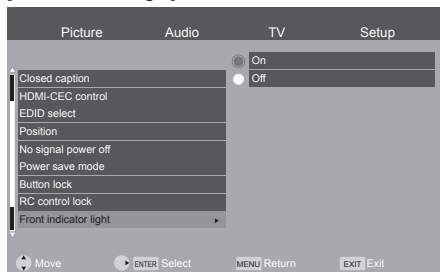 Picture Audio TV Setup
On
Off
Closed caption
HDMI-CEC control
EDID select
Position
No signal power off
Power save mode
Button lock
RC control lock
Front indicator light
Move ENTER Select MENU Return EXIT Exit